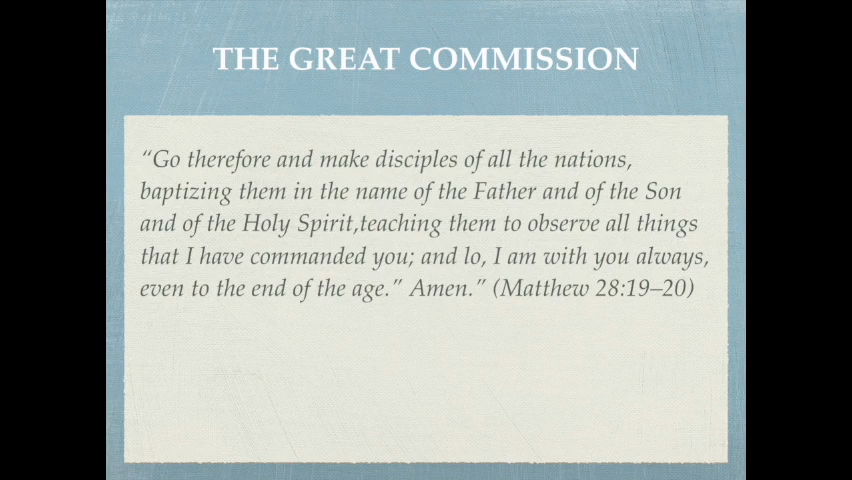 THE GREAT COMMISSION
“Go therefore and make disciples of all the nations,
baptizing them in the name of the Father and of the Son
and of the Holy Spirit,teaching them to observe all things
that I have commanded you; and lo, I am with you always,
even to the end of the age.” Amen.” (Matthew 28:19–20)